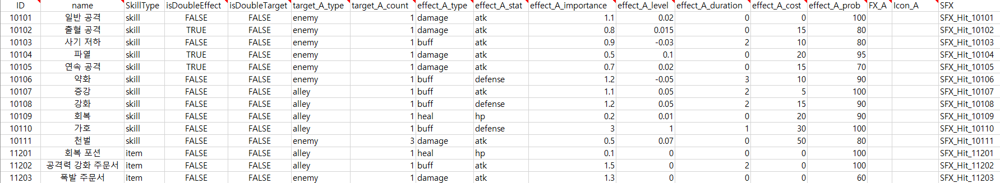 ID name SkillType isDoubleEffect isDoubleTarget target_A_type target_A_count effect_A_type effect_A_stat effect_A_importance effect_A_level effect_A_duration effect_A_cost effect_A_prob FX_A Icon_A SFX
10101 일반 공격 skill FALSE FALSE enemy 1 damage atk 1.1 0.02 0 0 100 SFX_Hit_10101
10102 출혈 공격 skill TRUE FALSE enemy 1 damage atk 0.8 0.015 0 15 80 SFX_Hit_10102
10103 사기 저하 skill FALSE FALSE enemy 1 buff atk 0.9 -0.03 2 10 80 SFX_Hit_10103
10104 파열 skill TRUE FALSE enemy 1 damage atk 0.5 0.1 0 20 95 SFX_Hit_10104
10105 연속 공격 skill TRUE FALSE enemy 1 damage atk 0.7 0.02 0 15 70 SFX_Hit_10105
10106 약화 skill FALSE FALSE enemy 1 buff defense 1.2 -0.05 3 10 90 SFX_Hit_10106
10107 증강 skill FALSE FALSE alley 1 buff atk 1.1 0.05 2 5 100 SFX_Hit_10107
10108 강화 skill FALSE FALSE alley 1 buff defense 1.2 0.05 2 15 90 SFX_Hit_10108
10109 회복 skill FALSE FALSE alley 1 heal hp 0.2 0.01 0 20 90 SFX_Hit_10109
10110 가호 skill FALSE FALSE alley 1 buff defense 3 1 1 30 100 SFX_Hit_10110
10111 천벌 skill FALSE FALSE enemy 3 damage atk 0.5 0.07 0 50 80 SFX_Hit_10111
11201 회복 포션 item FALSE FALSE alley 1 heal hp 0.1 0 0 0 100 SFX_Hit_11201
11202 공격력 강화 주문서 item FALSE FALSE alley 1 buff atk 1.5 0 2 0 100 SFX_Hit_11202
11203 폭발 주문서 item FALSE FALSE enemy 1 damage atk 1.3 0 0 0 60 SFX_Hit_11203